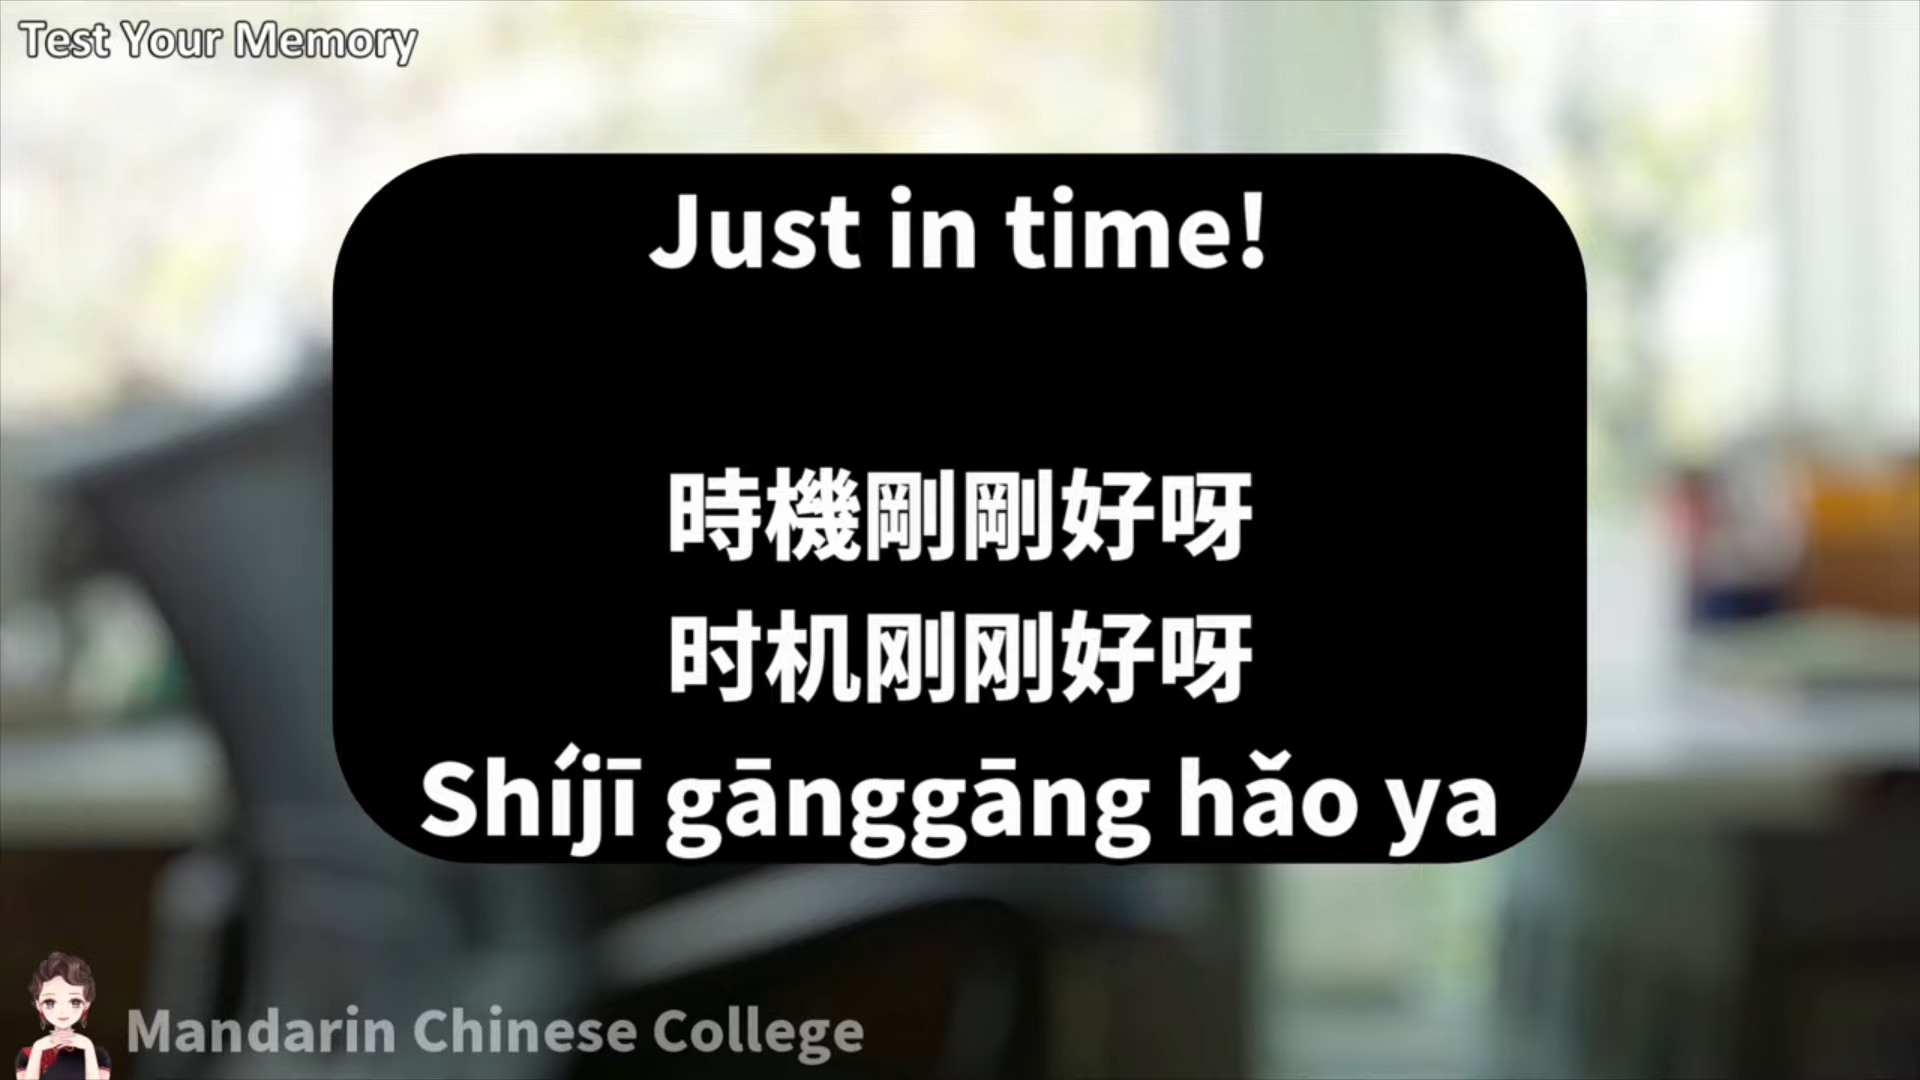 Test Your Memory
Just in time!
時機剛剛好呀
时机刚刚好呀
Shíjī gānggāng hǎo ya
Mandarin Chinese College